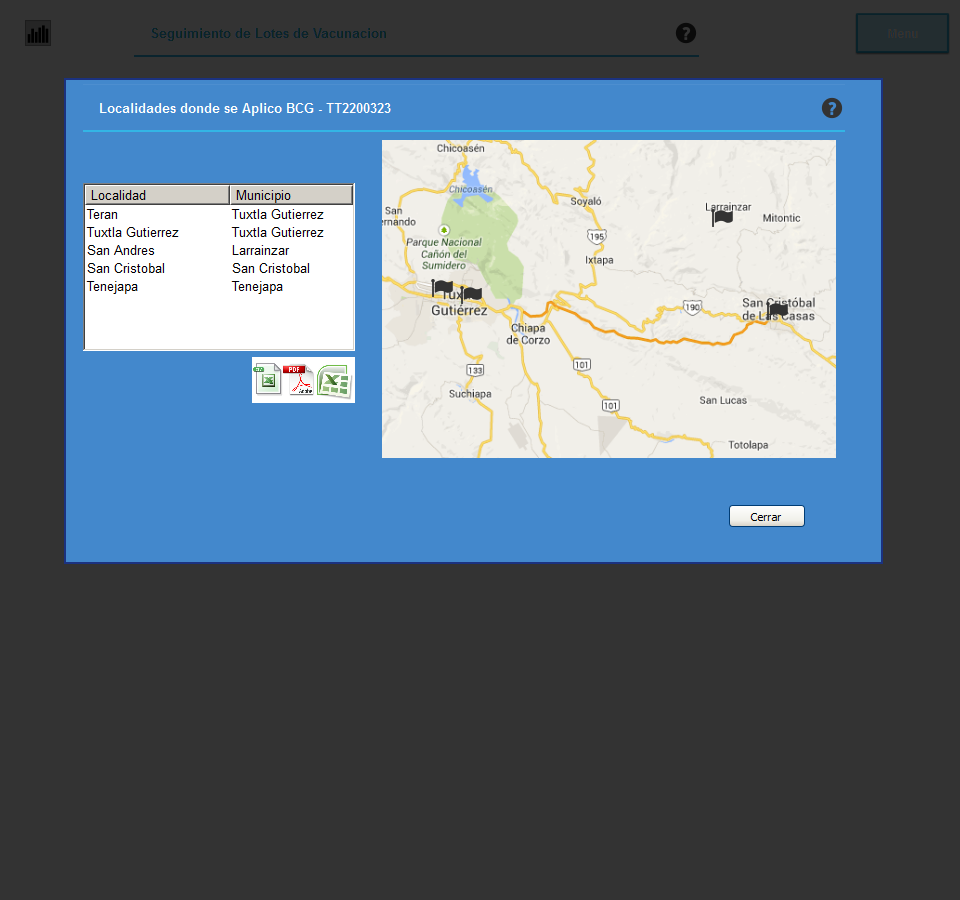 Seguimiento de Lotes de Vacunacion
?
Menu
Localidades donde se Aplico BCG - TT2200323
?
Localidad Municipio
Teran Tuxtla Gutierrez
Tuxtla Gutierrez Tuxtla Gutierrez
San Andres Larrainzar
San Cristobal San Cristobal
Tenejapa Tenejapa
PDF
Adobe
Chicoasén
Chicoasén
Soyaló
San
ernando
Larrainzar
Mitontic
195
Parque Nacional
Cañón del
Sumidero
Ixtapa
Tux
Gutiérrez
190
San Cristóbal
de Las Casas
Chiapa
de Corzo
133
101
Suchiapa
101
San Lucas
Totolapa
Cerrar